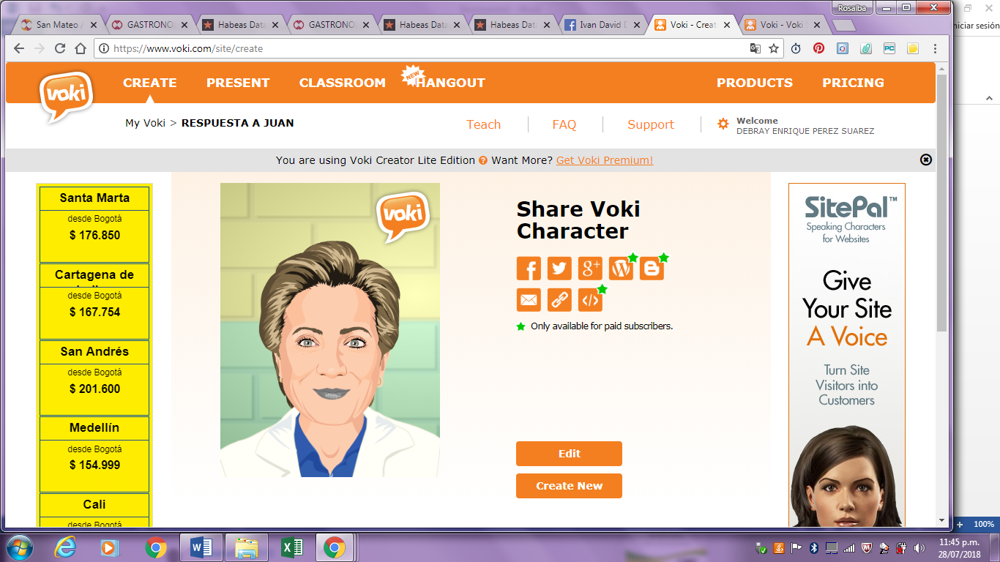 Rosalba
San Mateo A
GASTRONO
Habeas Data
GASTRONO
Habeas Data
Habeas Data
Ivan David D
Voki - Creat
Voki - Voki
niciar sesión
https://www.voki.com/site/create
PC
voki
CREATE
PRESENT
CLASSROOM
NEW
HANGOUT
PRODUCTS
PRICING
My Voki > RESPUESTA A JUAN
Teach
FAQ
Support
Welcome
DEBRAY ENRIQUE PEREZ SUAREZ
You are using Voki Creator Lite Edition ? Want More? Get Voki Premium!
Santa Marta
desde Bogotá
$ 176.850
Cartagena de
desde Bogotá
$ 167.754
San Andrés
desde Bogotá
$ 201.600
Medellín
desde Bogotá
$ 154.999
Cali
desde Bogotá
voki
Share Voki
Character
Only available for paid subscribers.
Edit
Create New
SitePal™
Speaking Characters
for Websites
Give
Your Site
A Voice
Turn Site
Visitors into
Customers
100%
11:45 p.m.
28/07/2018